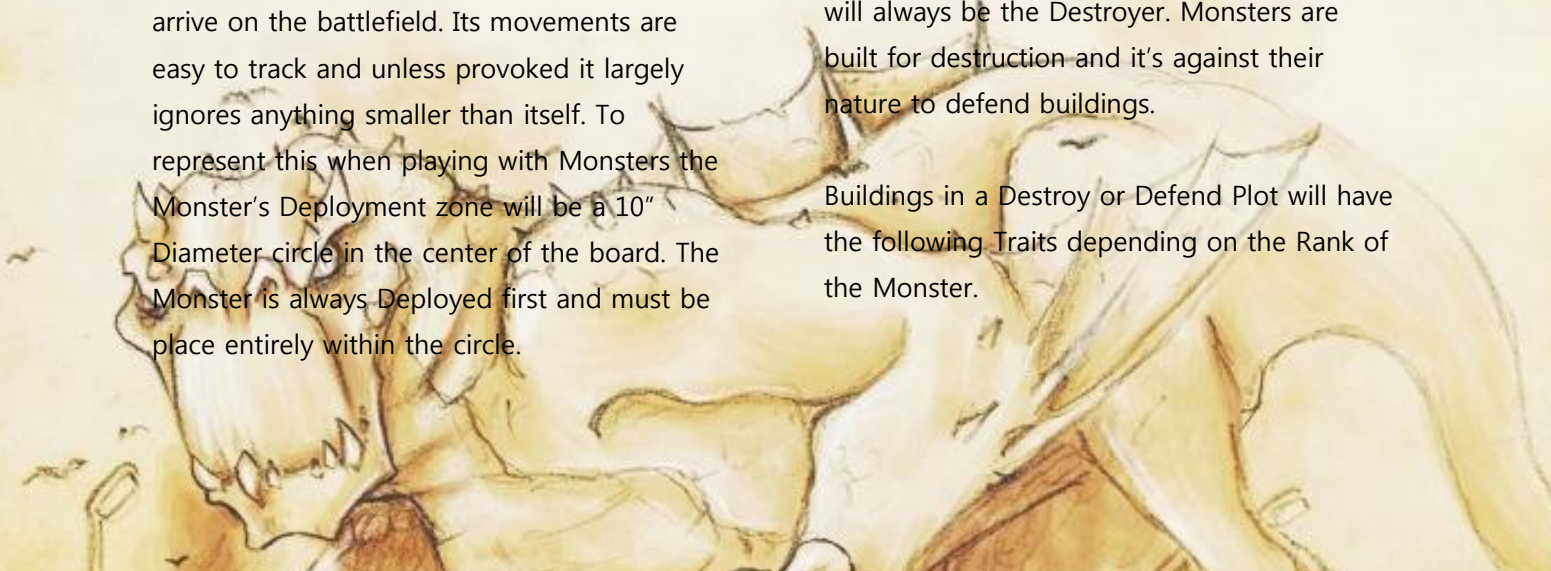 arrive on the battlefield. Its movements are
easy to track and unless provoked it largely
ignores anything smaller than itself. To
represent this when playing with Monsters the
Monster's Deployment zone will be a 10"
Diameter circle in the center of the board. The
Monster is always Deployed first and must be
place entirely within the circle.
will always be the Destroyer. Monsters are
built for destruction and it's against their
nature to defend buildings.
Buildings in a Destroy or Defend Plot will have
the following Traits depending on the Rank of
the Monster.